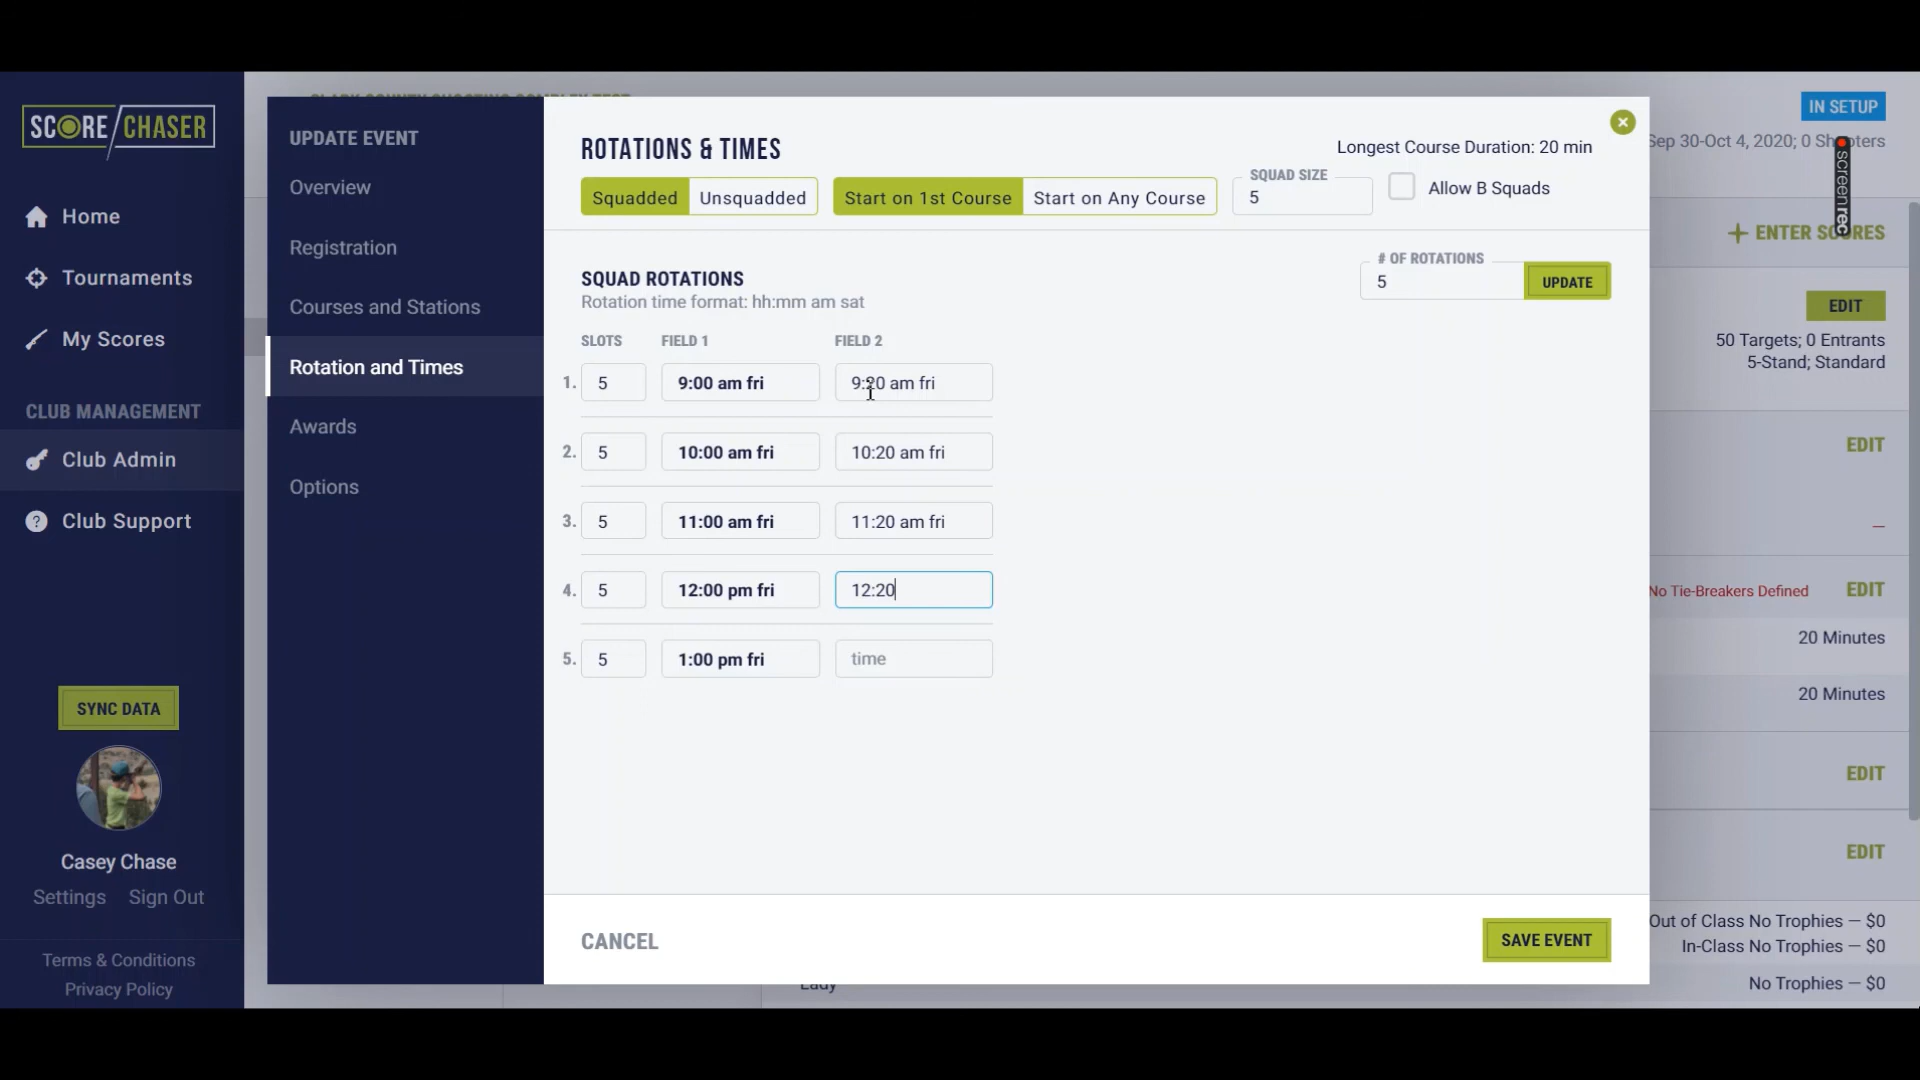 SCORE/CHASER
Home
Tournaments
My Scores
CLUB MANAGEMENT
Club Admin
? Club Support
SYNC DATA
Casey Chase
Settings Sign Out
Terms & Conditions
Privacy Policy
UPDATE EVENT
Overview
Registration
Courses and Stations
Rotation and Times
Awards
Options
ROTATIONS & TIMES
Longest Course Duration: 20 min
Squadded Unsquadded
Start on 1st Course Start on Any Course
SQUAD SIZE
5
Allow B Squads
SQUAD ROTATIONS
Rotation time format: hh:mm am sat
# OF ROTATIONS
5
UPDATE
SLOTS FIELD 1 FIELD 2
1. 5 9:00 am fri 9:20 am fri
2. 5 10:00 am fri 10:20 am fri
3. 5 11:00 am fri 11:20 am fri
4. 5 12:00 pm fri 12:20
5. 5 1:00 pm fri time
CANCEL
SAVE EVENT
IN SETUP
Sep 30-Oct 4, 2020; 0 Shooters
screenrec
+ ENTER SCORES
EDIT
50 Targets; 0 Entrants
5-Stand; Standard
EDIT
—
No Tie-Breakers Defined EDIT
20 Minutes
20 Minutes
EDIT
EDIT
Out of Class No Trophies — $0
In-Class No Trophies — $0
Lady
No Trophies — $0